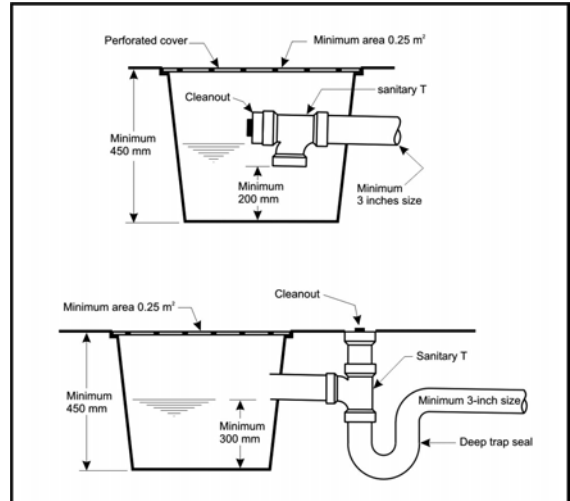 Perforated cover
Minimum area 0.25 m²
Cleanout
sanitary T
Minimum
450 mm
Minimum
200 mm
Minimum
3 inches size
Minimum area 0.25 m²
Cleanout
Sanitary T
Minimum
450 mm
Minimum
300 mm
Minimum 3-inch size
Deep trap seal